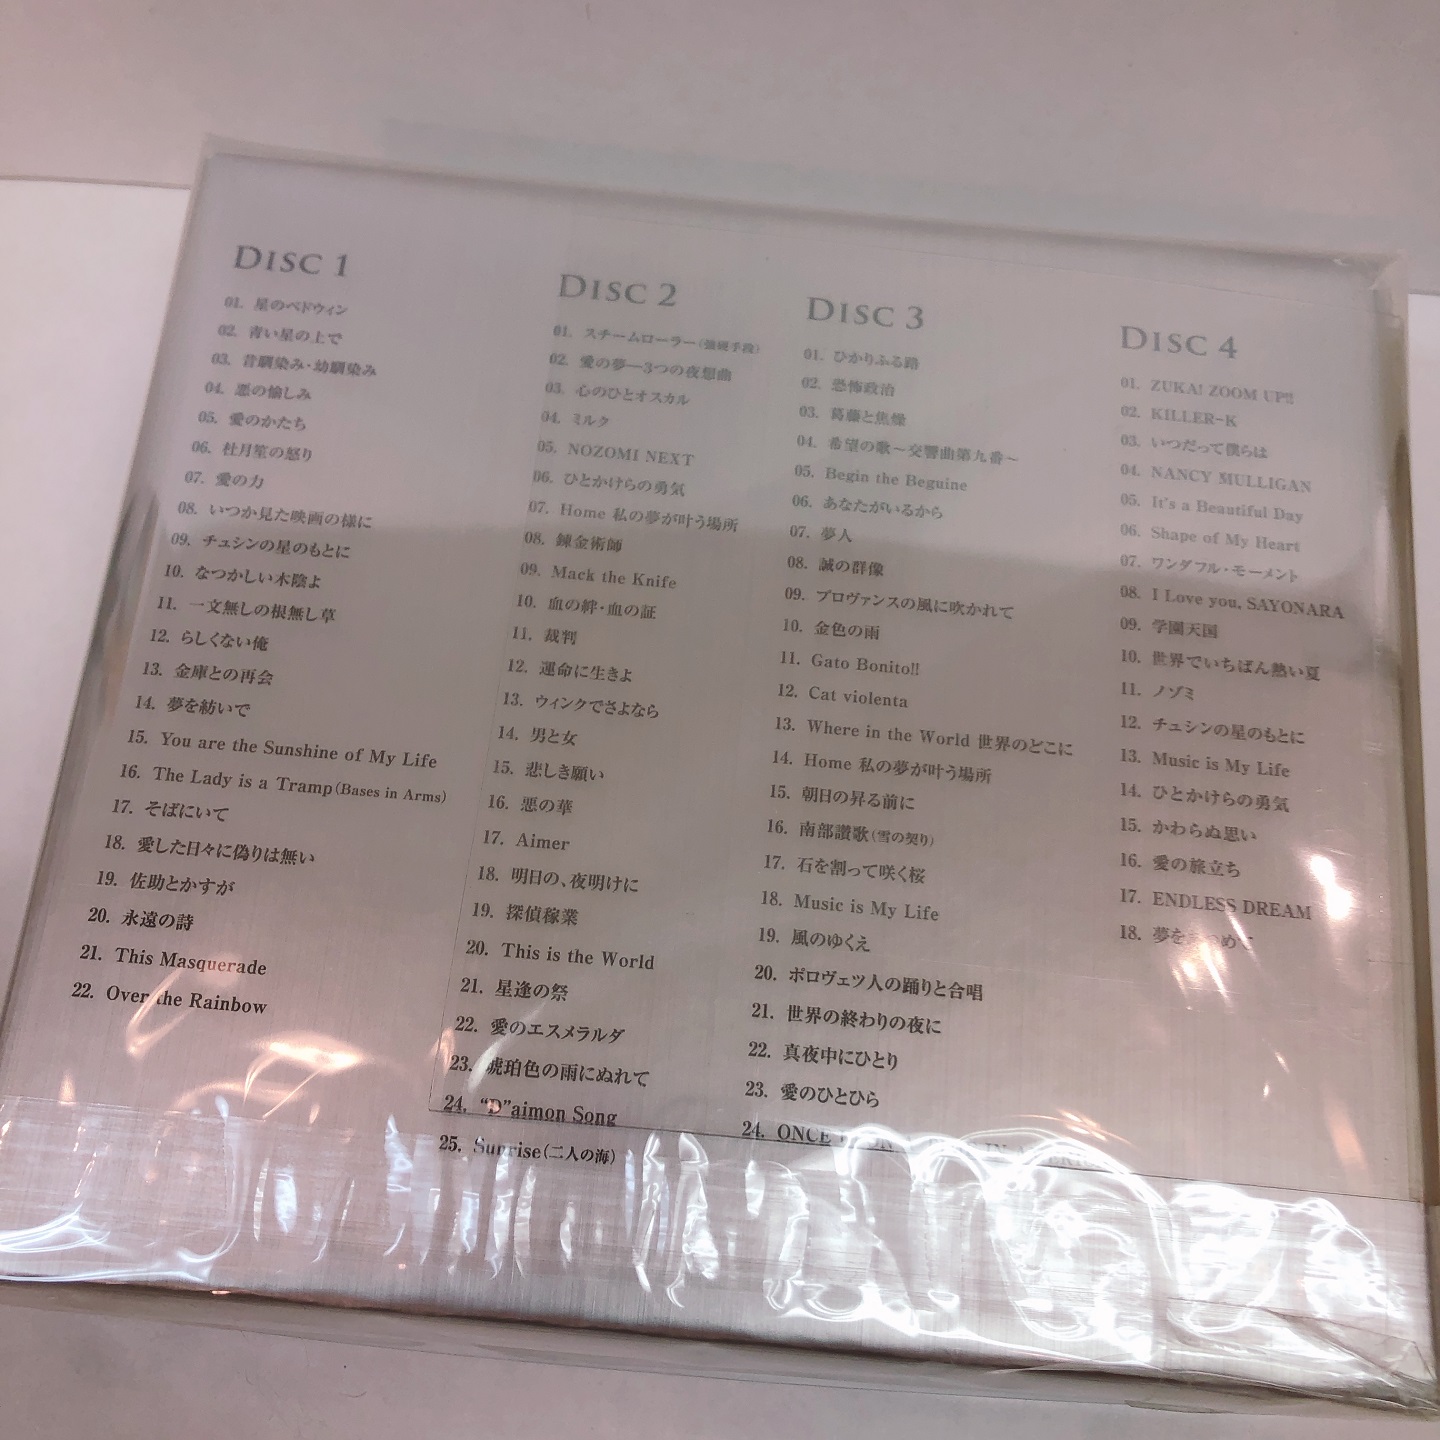 DISC 1
01. 星のベドウィン
02. 青い星の上で
03. 昔馴染み・幼馴染み
04. 悪の愉しみ
05. 愛のかたち
06. 杜月笙の怒り
07. 愛の力
08. いつか見た映画の様に
09. チュシンの星のもとに
10. なつかしい木陰よ
11. 一文無しの根無し草
12. らしくない俺
13. 金庫との再会
14. 夢を紡いで
15. You are the Sunshine of My Life
16. The Lady is a Tramp(Bases in Arms)
17. そばにいて
18. 愛した日々に偽りは無い
19. 佐助とかすが
20. 永遠の詩
21. This Masquerade
22. Over the Rainbow
DISC 2
01. スチームローラー(強硬手段)
02. 愛の夢―3つの夜想曲
03. 心のひとオスカル
04. ミルク
05. NOZOMI NEXT
06. ひとかけらの勇気
07. Home 私の夢が叶う場所
08. 錬金術師
09. Mack the Knife
10. 血の絆・血の証
11. 裁判
12. 運命に生きよ
13. ウィンクでさよなら
14. 男と女
15. 悲しき願い
16. 悪の華
17. Aimer
18. 明日の、夜明けに
19. 探偵稼業
20. This is the World
21. 星逢の祭
22. 愛のエスメラルダ
23. 琥珀色の雨にぬれて
24. “D”aimon Song
25. Sunrise(二人の海)
DISC 3
01. ひかりふる路
02. 恐怖政治
03. 葛藤と焦燥
04. 希望の歌～交響曲第九番～
05. Begin the Beguine
06. あなたがいるから
07. 夢人
08. 誠の群像
09. プロヴァンスの風に吹かれて
10. 金色の雨
11. Gato Bonito!!
12. Cat violenta
13. Where in the World 世界のどこに
14. Home 私の夢が叶う場所
15. 朝日の昇る前に
16. 南部讃歌(雪の契り)
17. 石を割って咲く桜
18. Music is My Life
19. 風のゆくえ
20. ポロヴェツ人の踊りと合唱
21. 世界の終わりの夜に
22. 真夜中にひとり
23. 愛のひとひら
24. ONCE IN
DISC 4
01. ZUKA! ZOOM UP!!
02. KILLER-K
03. いつだって僕らは
04. NANCY MULLIGAN
05. It's a Beautiful Day
06. Shape of My Heart
07. ワンダフル・モーメント
08. I Love you, SAYONARA
09. 学園天国
10. 世界でいちばん熱い夏
11. ノゾミ
12. チュシンの星のもとに
13. Music is My Life
14. ひとかけらの勇気
15. かわらぬ思い
16. 愛の旅立ち
17. ENDLESS DREAM
18. 夢を